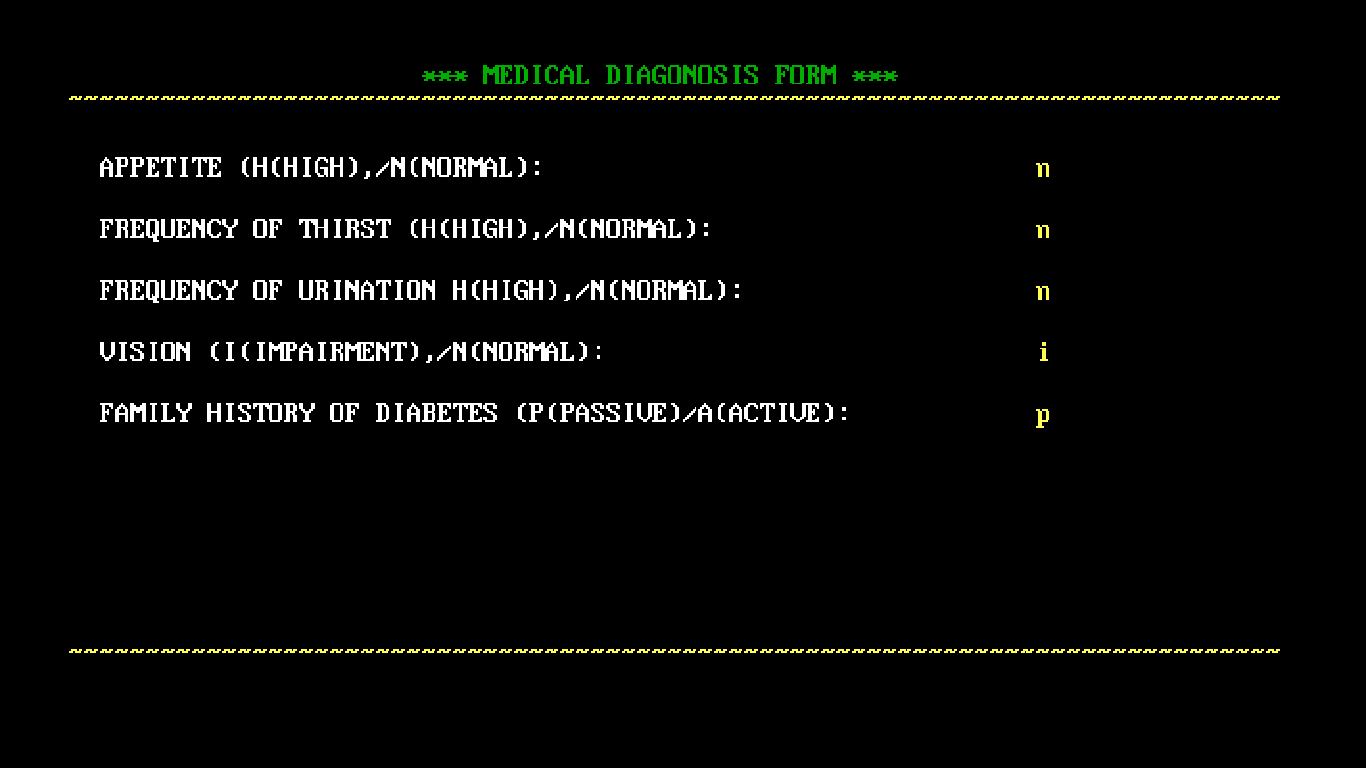 *** MEDICAL DIAGONOSIS FORM ***
~~~~~~~~~~~~~~~~~~~~~~~~~~~~~~~~~~~~~~~~~~~~~~~~~~~~~~~~~~~~~~~~~~~~~~~~~~~~~~~
APPETITE (H(HIGH),/N(NORMAL): n
FREQUENCY OF THIRST (H(HIGH),/N(NORMAL): n
FREQUENCY OF URINATION H(HIGH),/N(NORMAL): n
VISION (I(IMPAIRMENT),/N(NORMAL): i
FAMILY HISTORY OF DIABETES (P(PASSIVE)/A(ACTIVE): p
~~~~~~~~~~~~~~~~~~~~~~~~~~~~~~~~~~~~~~~~~~~~~~~~~~~~~~~~~~~~~~~~~~~~~~~~~~~~~~~